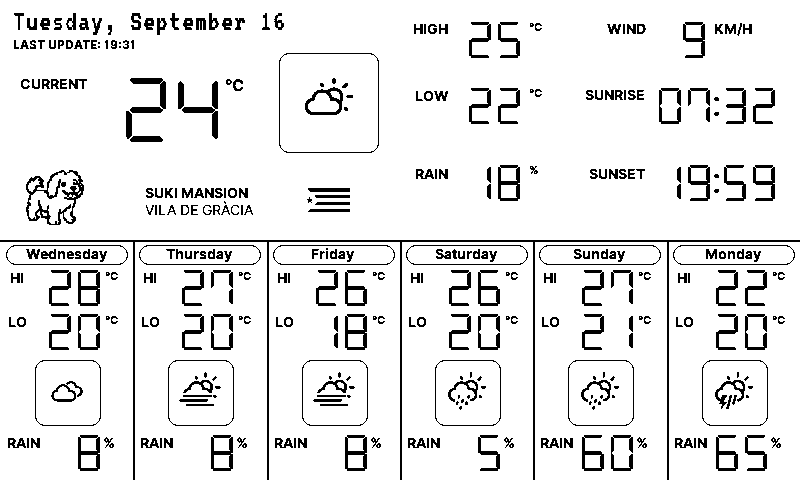 Tuesday, September 16
LAST UPDATE: 19:31
CURRENT 24 °C
SUKI MANSION
VILA DE GRÀCIA
HIGH 25 °C
WIND 9 KM/H
LOW 22 °C
SUNRISE 07:32
RAIN 18 %
SUNSET 19:59
Wednesday
HI 28 °C
LO 20 °C
RAIN 8 %
Thursday
HI 27 °C
LO 20 °C
RAIN 8 %
Friday
HI 26 °C
LO 18 °C
RAIN 8 %
Saturday
HI 26 °C
LO 20 °C
RAIN 5 %
Sunday
HI 27 °C
LO 21 °C
RAIN 60 %
Monday
HI 22 °C
LO 20 °C
RAIN 65 %